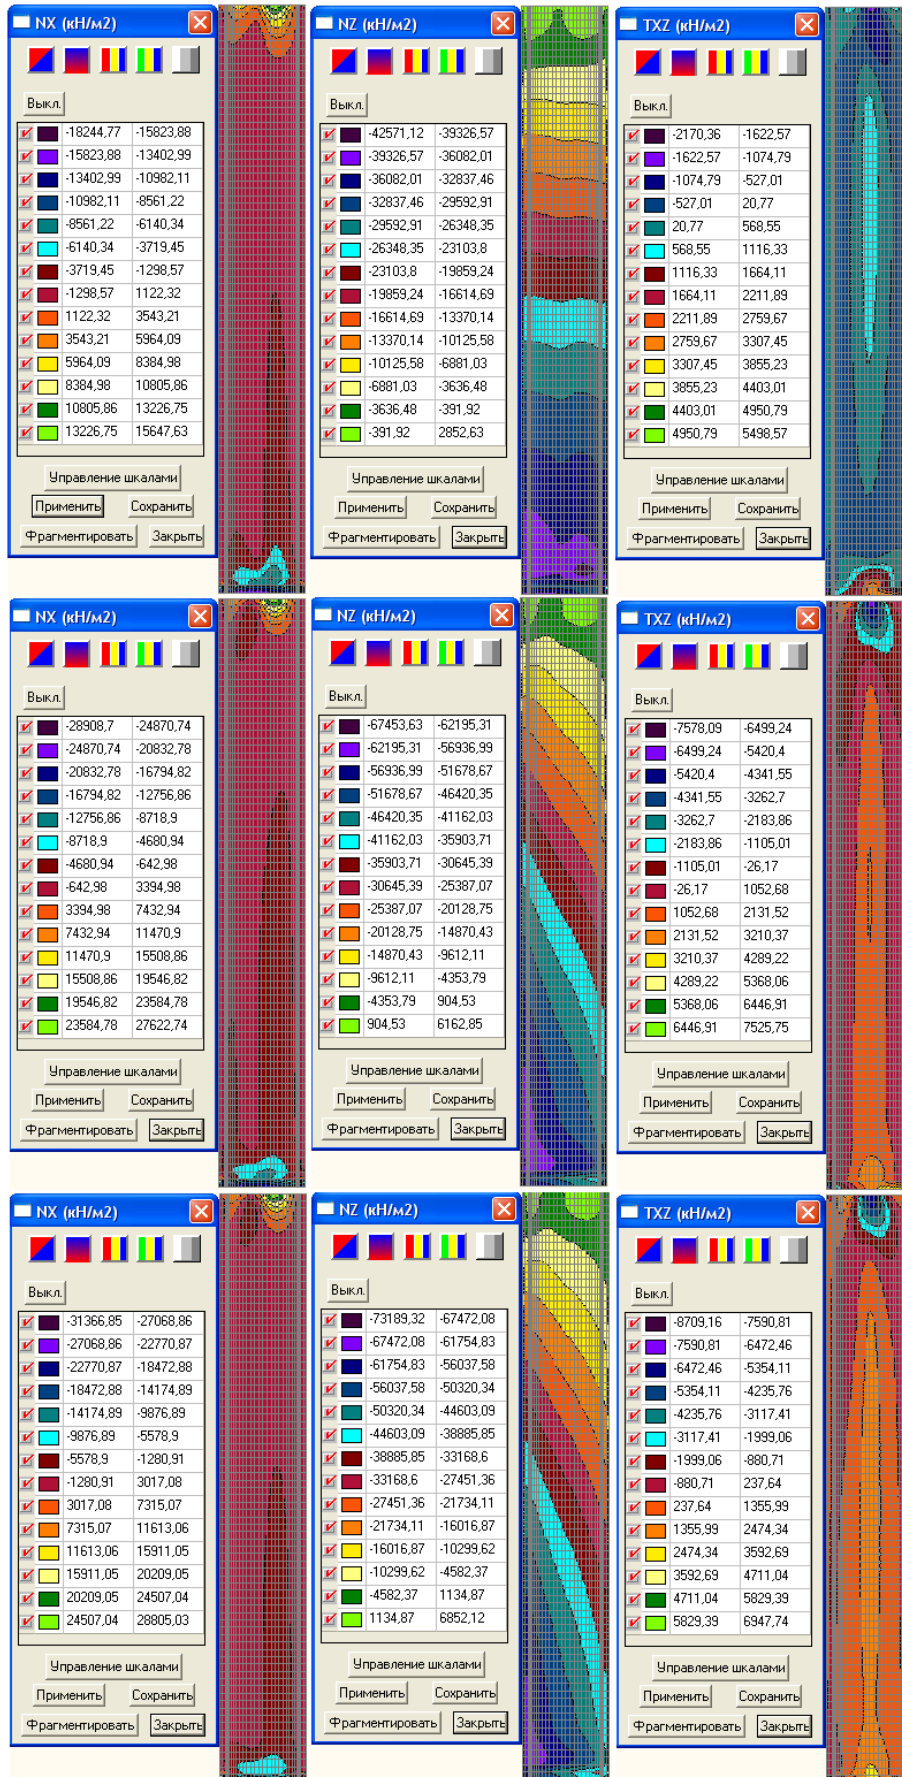 NX (кН/м2)
Выкл.
-18244,77 -15823,88
-15823,88 -13402,99
-13402,99 -10982,11
-10982,11 -8561,22
-8561,22 -6140,34
-6140,34 -3719,45
-3719,45 -1298,57
-1298,57 1122,32
1122,32 3543,21
3543,21 5964,09
5964,09 8384,98
8384,98 10805,86
10805,86 13226,75
13226,75 15647,63
Управление шкалами
Применить Сохранить
Фрагментировать Закрыть
NZ (кН/м2)
Выкл.
-42571,12 -39326,57
-39326,57 -36082,01
-36082,01 -32837,46
-32837,46 -29592,91
-29592,91 -26348,35
-26348,35 -23103,8
-23103,8 -19859,24
-19859,24 -16614,69
-16614,69 -13370,14
-13370,14 -10125,58
-10125,58 -6881,03
-6881,03 -3636,48
-3636,48 -391,92
-391,92 2852,63
Управление шкалами
Применить Сохранить
Фрагментировать Закрыть
TXZ (кН/м2)
Выкл.
-2170,36 -1622,57
-1622,57 -1074,79
-1074,79 -527,01
-527,01 20,77
20,77 568,55
568,55 1116,33
1116,33 1664,11
1664,11 2211,89
2211,89 2759,67
2759,67 3307,45
3307,45 3855,23
3855,23 4403,01
4403,01 4950,79
4950,79 5498,57
Управление шкалами
Применить Сохранить
Фрагментировать Закрыть
NX (кН/м2)
Выкл.
-28908,7 -24870,74
-24870,74 -20832,78
-20832,78 -16794,82
-16794,82 -12756,86
-12756,86 -8718,9
-8718,9 -4680,94
-4680,94 -642,98
-642,98 3394,98
3394,98 7432,94
7432,94 11470,9
11470,9 15508,86
15508,86 19546,82
19546,82 23584,78
23584,78 27622,74
Управление шкалами
Применить Сохранить
Фрагментировать Закрыть
NZ (кН/м2)
Выкл.
-67453,63 -62195,31
-62195,31 -56936,99
-56936,99 -51678,67
-51678,67 -46420,35
-46420,35 -41162,03
-41162,03 -35903,71
-35903,71 -30645,39
-30645,39 -25387,07
-25387,07 -20128,75
-20128,75 -14870,43
-14870,43 -9612,11
-9612,11 -4353,79
-4353,79 904,53
904,53 6162,85
Управление шкалами
Применить Сохранить
Фрагментировать Закрыть
TXZ (кН/м2)
Выкл.
-7578,09 -6499,24
-6499,24 -5420,4
-5420,4 -4341,55
-4341,55 -3262,7
-3262,7 -2183,86
-2183,86 -1105,01
-1105,01 -26,17
-26,17 1052,68
1052,68 2131,52
2131,52 3210,37
3210,37 4289,22
4289,22 5368,06
5368,06 6446,91
6446,91 7525,75
Управление шкалами
Применить Сохранить
Фрагментировать Закрыть
NX (кН/м2)
Выкл.
-31366,85 -27068,86
-27068,86 -22770,87
-22770,87 -18472,88
-18472,88 -14174,89
-14174,89 -9876,89
-9876,89 -5578,9
-5578,9 -1280,91
-1280,91 3017,08
3017,08 7315,07
7315,07 11613,06
11613,06 15911,05
15911,05 20209,05
20209,05 24507,04
24507,04 28805,03
Управление шкалами
Применить Сохранить
Фрагментировать Закрыть
NZ (кН/м2)
Выкл.
-73189,32 -67472,08
-67472,08 -61754,83
-61754,83 -56037,58
-56037,58 -50320,34
-50320,34 -44603,09
-44603,09 -38885,85
-38885,85 -33168,6
-33168,6 -27451,36
-27451,36 -21734,11
-21734,11 -16016,87
-16016,87 -10299,62
-10299,62 -4582,37
-4582,37 1134,87
1134,87 6852,12
Управление шкалами
Применить Сохранить
Фрагментировать Закрыть
TXZ (кН/м2)
Выкл.
-8709,16 -7590,81
-7590,81 -6472,46
-6472,46 -5354,11
-5354,11 -4235,76
-4235,76 -3117,41
-3117,41 -1999,06
-1999,06 -880,71
-880,71 237,64
237,64 1355,99
1355,99 2474,34
2474,34 3592,69
3592,69 4711,04
4711,04 5829,39
5829,39 6947,74
Управление шкалами
Применить Сохранить
Фрагментировать Закрыть